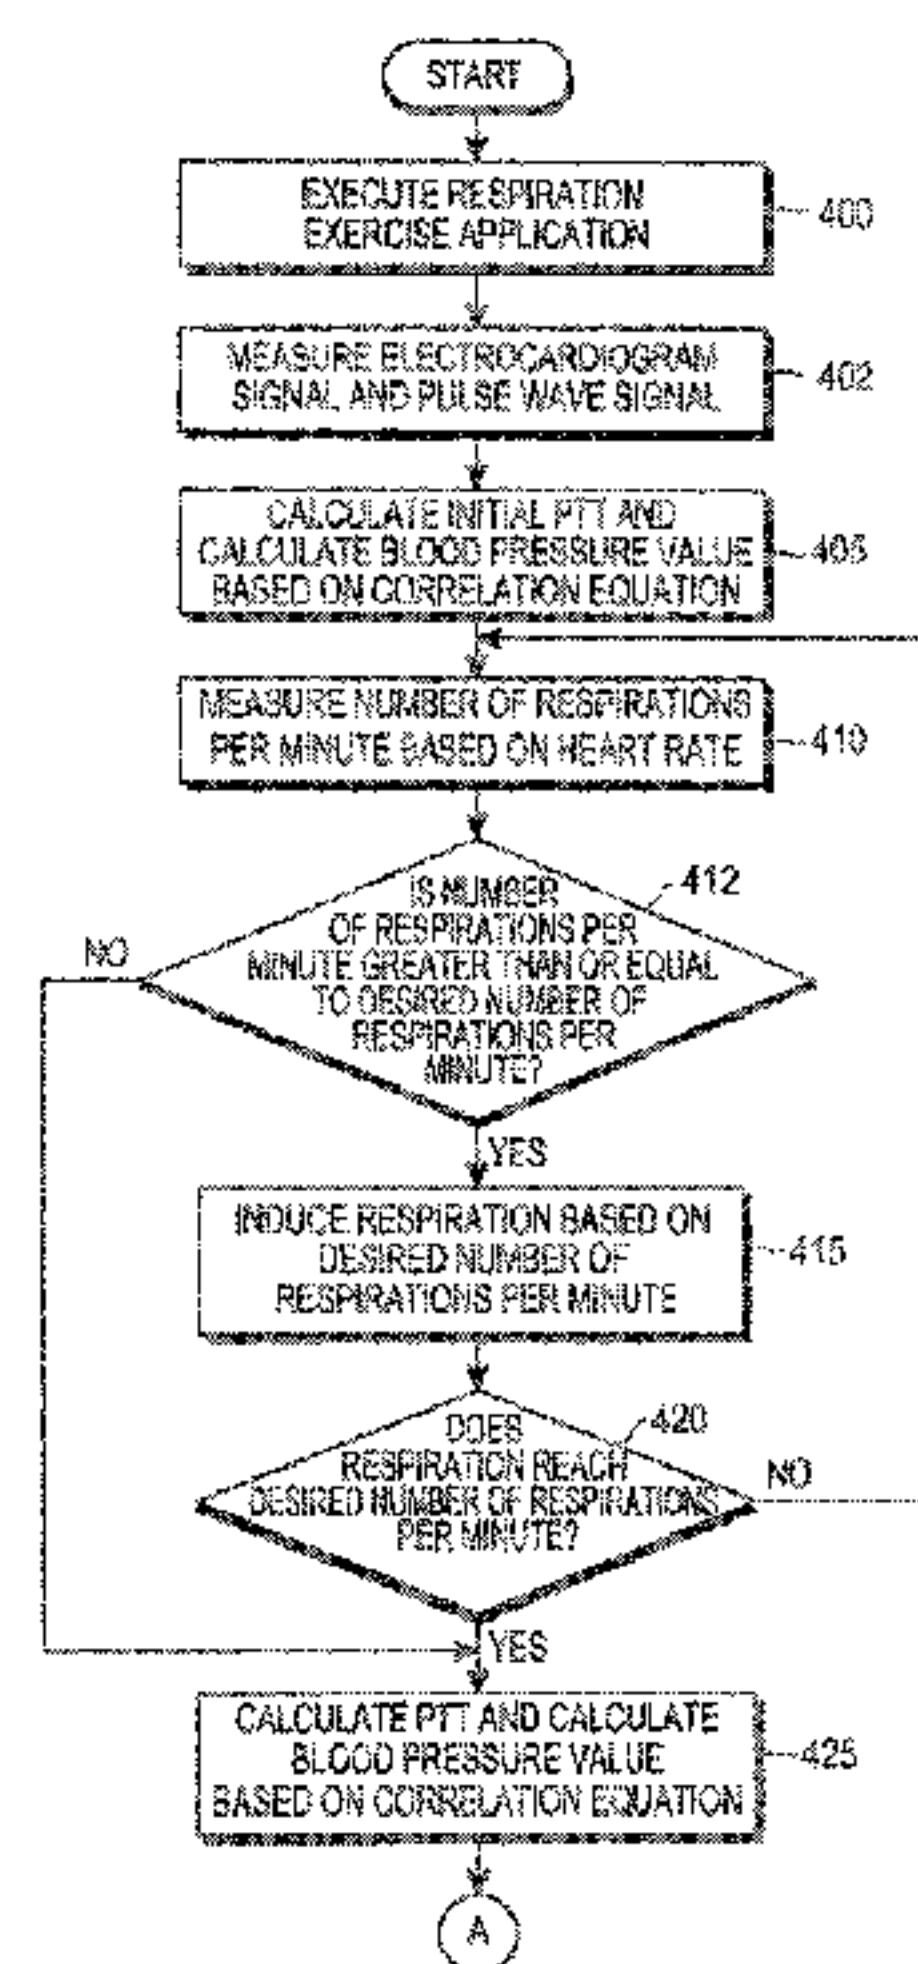 START
EXECUTE RESPIRATION
EXERCISE APPLICATION
400
MEASURE ELECTROCARDIOGRAM
SIGNAL AND PULSE WAVE SIGNAL
402
CALCULATE INITIAL PTT AND
CALCULATE BLOOD PRESSURE VALUE
BASED ON CORRELATION EQUATION
405
MEASURE NUMBER OF RESPIRATIONS
PER MINUTE BASED ON HEART RATE
410
412
IS NUMBER
OF RESPIRATIONS PER
MINUTE GREATER THAN OR EQUAL
TO DESIRED NUMBER OF
RESPIRATIONS PER
MINUTE?
NO
YES
INDUCE RESPIRATION BASED ON
DESIRED NUMBER OF
RESPIRATIONS PER MINUTE
415
420
DOES
RESPIRATION REACH
DESIRED NUMBER OF RESPIRATIONS
PER MINUTE?
NO
YES
CALCULATE PTT AND CALCULATE
BLOOD PRESSURE VALUE
BASED ON CORRELATION EQUATION
425
A